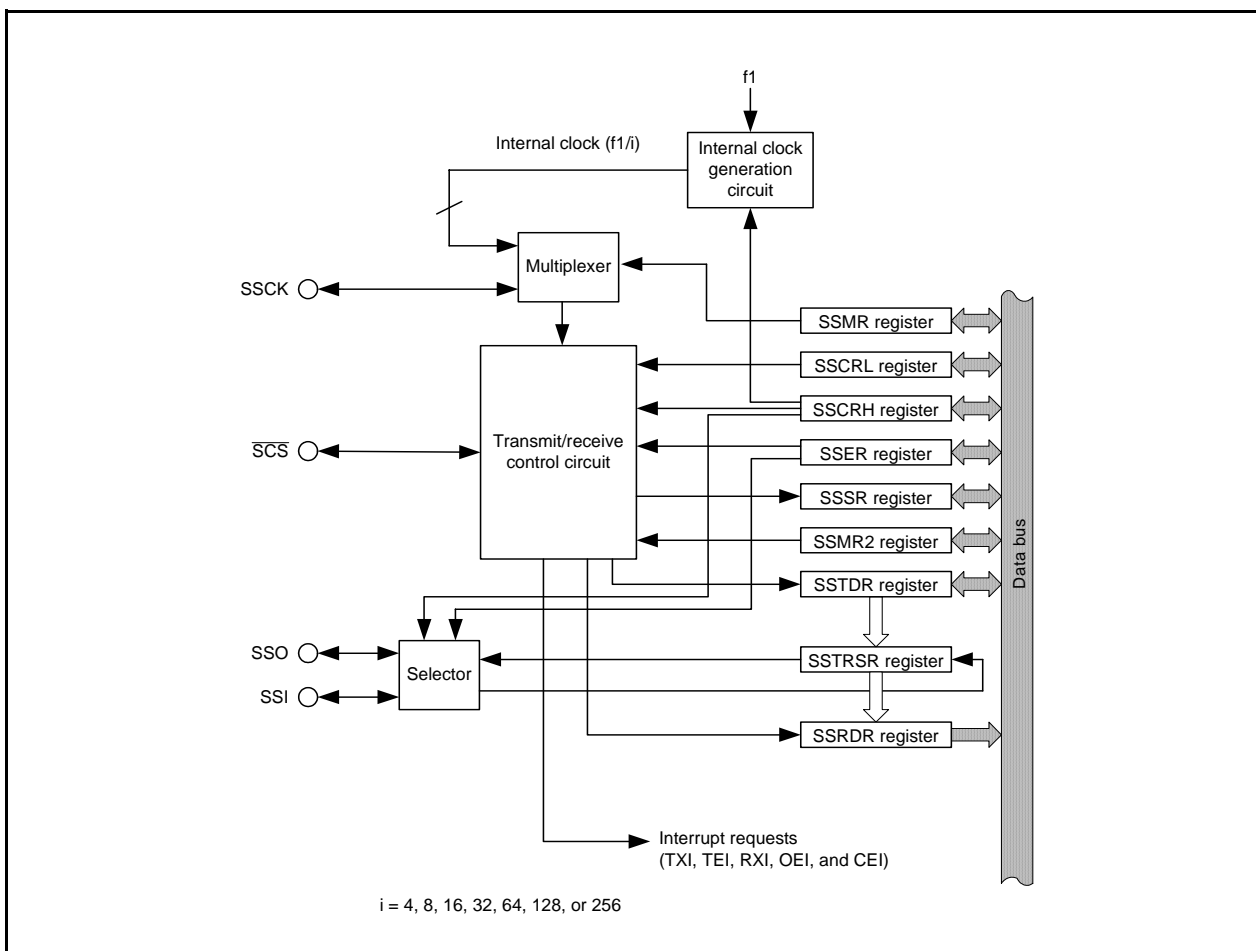 f1
Internal clock (f1/i)
Internal clock
generation
circuit
Multiplexer
SSCK
SSMR register
SSCRL register
SSCRH register
Transmit/receive
control circuit
SCS
SSER register
SSSR register
SSMR2 register
Data bus
SSTDR register
SSO
SSTRSR register
Selector
SSI
SSRDR register
Interrupt requests
(TXI, TEI, RXI, OEI, and CEI)
i = 4, 8, 16, 32, 64, 128, or 256